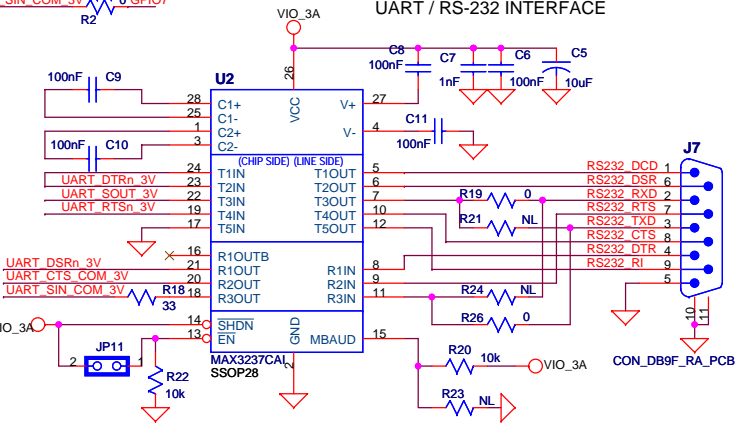 _SIN_COM_3V 0 GPIO7
R2
UART / RS-232 INTERFACE
VIO_3A
C8
100nF
C7
1nF
C6
100nF
C5
10uF
100nF C9
U2
26
VCC
28 C1+
25 C1-
1 C2+
3 C2-
V+ 27
V- 4
C11
100nF
100nF C10
(CHIP SIDE) (LINE SIDE)
24 T1IN T1OUT 5
UART_DTRn_3V 23 T2IN T2OUT 6
UART_SOUT_3V 22 T3IN T3OUT 7
UART_RTSn_3V 19 T4IN T4OUT 10
17 T5IN T5OUT 12
R19 0
R21 NL
J7
RS232_DCD 1
RS232_DSR 6
RS232_RXD 2
RS232_RTS 7
RS232_TXD 3
RS232_CTS 8
RS232_DTR 4
RS232_RI 9
5
10
11
CON_DB9F_RA_PCB
16 R1OUTB
UART_DSRn_3V 21 R1OUT R1IN 8
UART_CTS_COM_3V 20 R2OUT R2IN 9
UART_SIN_COM_3V R18 18 R3OUT R3IN 11
33
R24 NL
R26 0
IO_3A
14 SHDN
13 EN
GND
2
MBAUD 15
JP11
2 1
MAX3237CAI
SSOP28
R22
10k
R20 10k VIO_3A
R23 NL